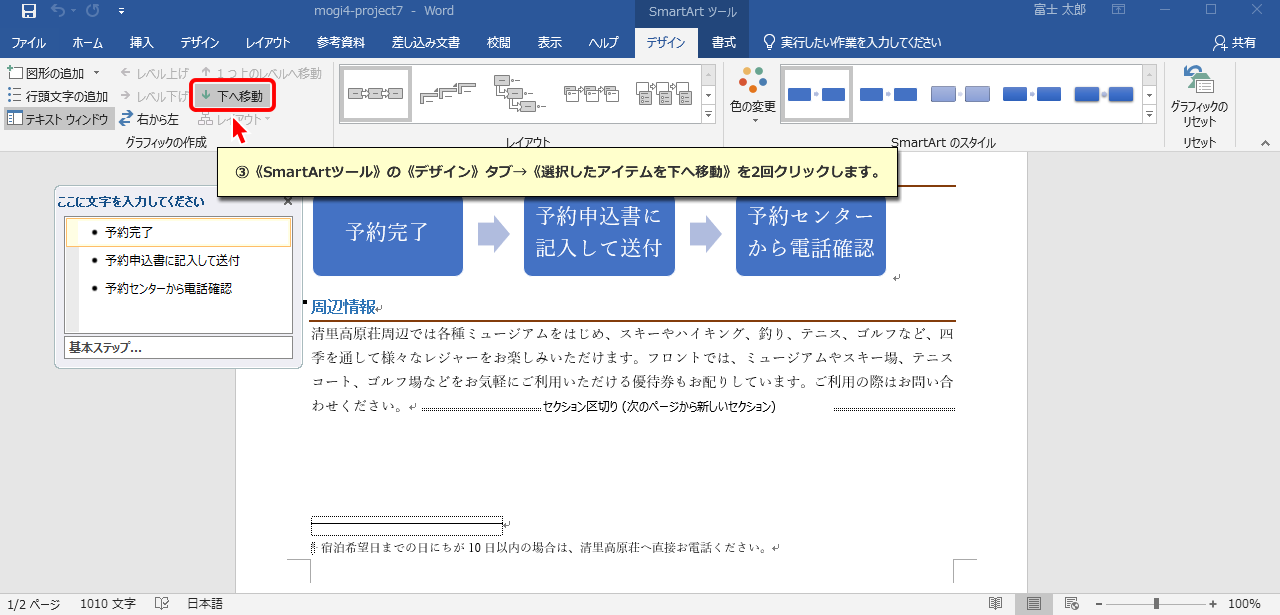 mogi4-project7 - Word
SmartArt ツール
富士 太郎
ファイル ホーム 挿入 デザイン レイアウト 参考資料 差し込み文書 校閲 表示 ヘルプ デザイン 書式 実行したい作業を入力してください 共有
図形の追加 レベル上げ 1 つ上のレベルへ移動
行頭文字の追加 レベル下げ 下へ移動
テキスト ウィンドウ 右から左 レイアウト
グラフィックの作成
レイアウト
色の変更
SmartArt のスタイル
グラフィックの
リセット
リセット
③《SmartArtツール》の《デザイン》タブ→《選択したアイテムを下へ移動》を2回クリックします。
ここに文字を入力してください
予約完了
予約申込書に記入して送付
予約センターから電話確認
基本ステップ...
予約完了
予約申込書に
記入して送付
予約センター
から電話確認
周辺情報
清里高原荘周辺では各種ミュージアムをはじめ、スキーやハイキング、釣り、テニス、ゴルフなど、四
季を通して様々なレジャーをお楽しみいただけます。フロントでは、ミュージアムやスキー場、テニス
コート、ゴルフ場などをお気軽にご利用いただける優待券もお配りしています。ご利用の際はお問い合
わせください。
セクション区切り (次のページから新しいセクション)
宿泊希望日までの日にちが 10 日以内の場合は、清里高原荘へ直接お電話ください。
1/2 ページ 1010 文字 日本語 100%